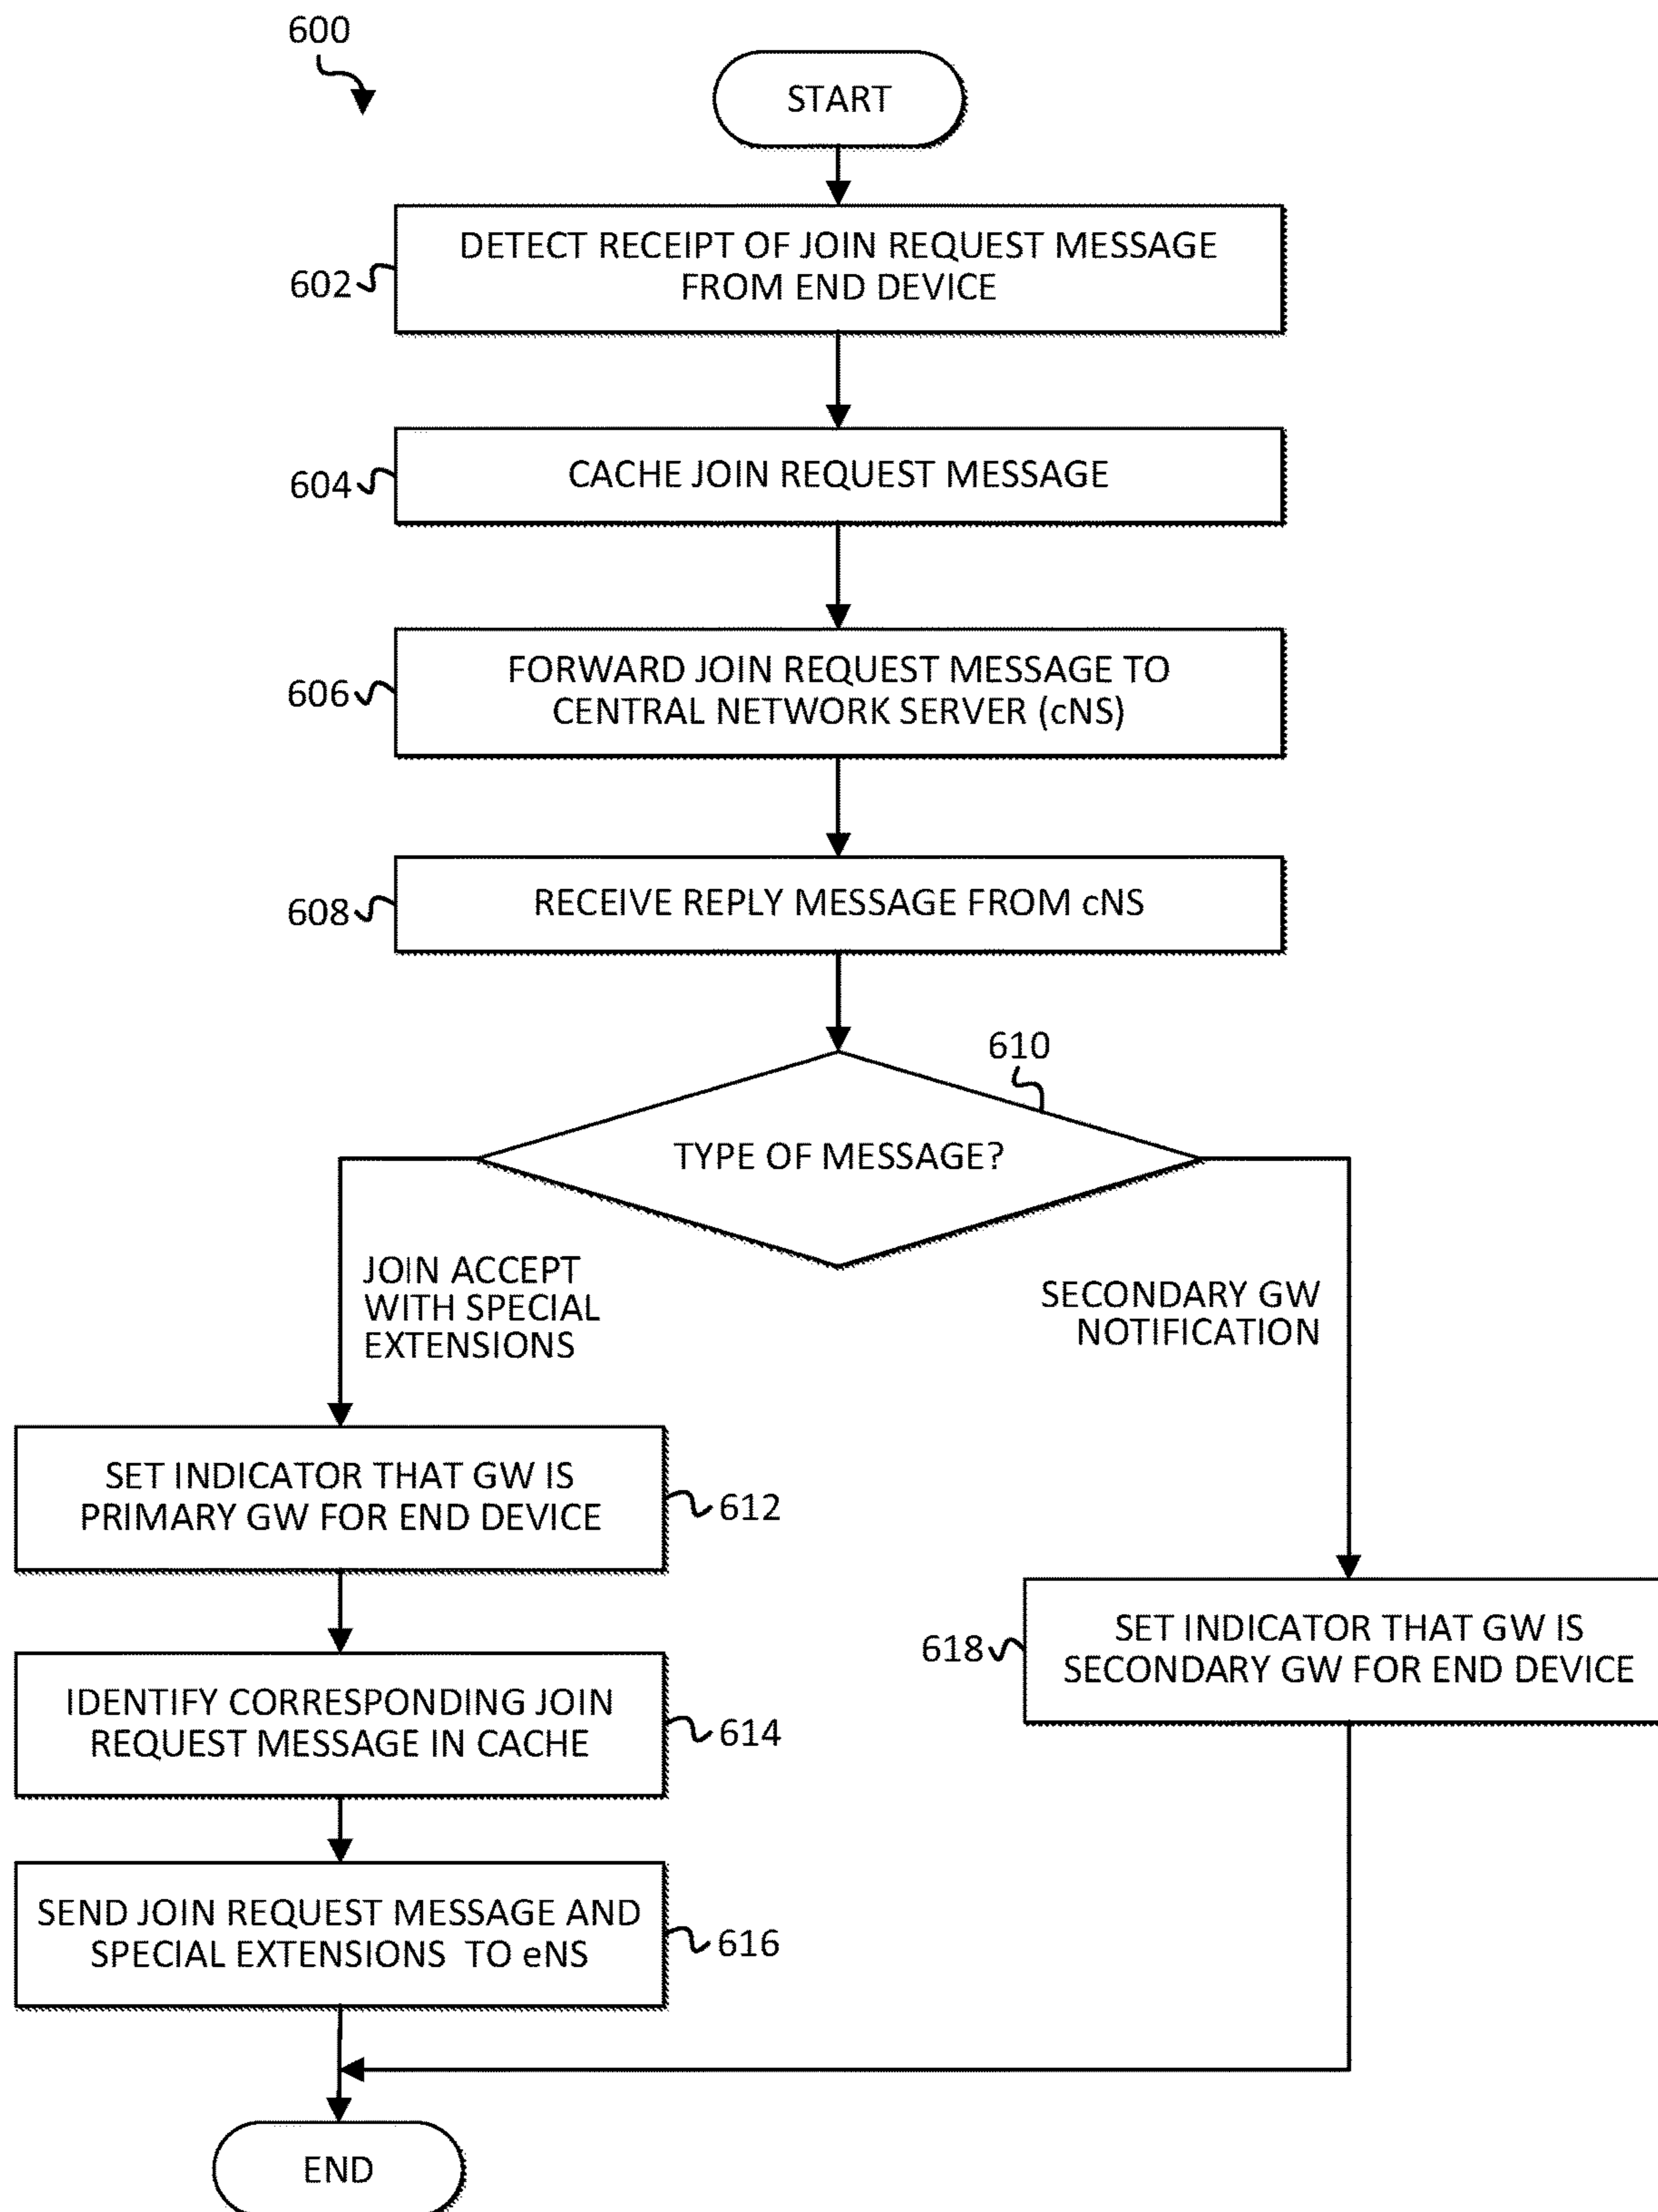 600
START
DETECT RECEIPT OF JOIN REQUEST MESSAGE
FROM END DEVICE
602
CACHE JOIN REQUEST MESSAGE
604
FORWARD JOIN REQUEST MESSAGE TO
CENTRAL NETWORK SERVER (cNS)
606
RECEIVE REPLY MESSAGE FROM cNS
608
610
TYPE OF MESSAGE?
JOIN ACCEPT
WITH SPECIAL
EXTENSIONS
SECONDARY GW
NOTIFICATION
SET INDICATOR THAT GW IS
PRIMARY GW FOR END DEVICE
612
IDENTIFY CORRESPONDING JOIN
REQUEST MESSAGE IN CACHE
614
SEND JOIN REQUEST MESSAGE AND
SPECIAL EXTENSIONS TO eNS
616
618
SET INDICATOR THAT GW IS
SECONDARY GW FOR END DEVICE
END